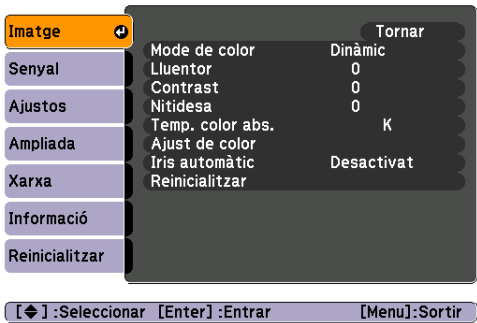 Imatge
Senyal
Ajustos
Ampliada
Xarxa
Informació
Reinicialitzar
Tornar
Mode de color Dinàmic
Lluentor 0
Contrast 0
Nitidesa 0
Temp. color abs. K
Ajust de color
Iris automàtic Desactivat
Reinicialitzar
[◆] :Seleccionar [Enter] :Entrar [Menu]:Sortir